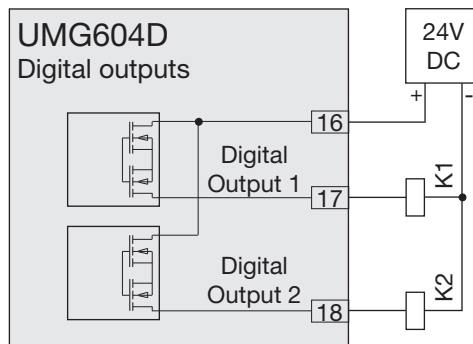 UMG604D
Digital outputs
24V
DC
+ -
16
Digital
Output 1
17
K1
Digital
Output 2
18
K2